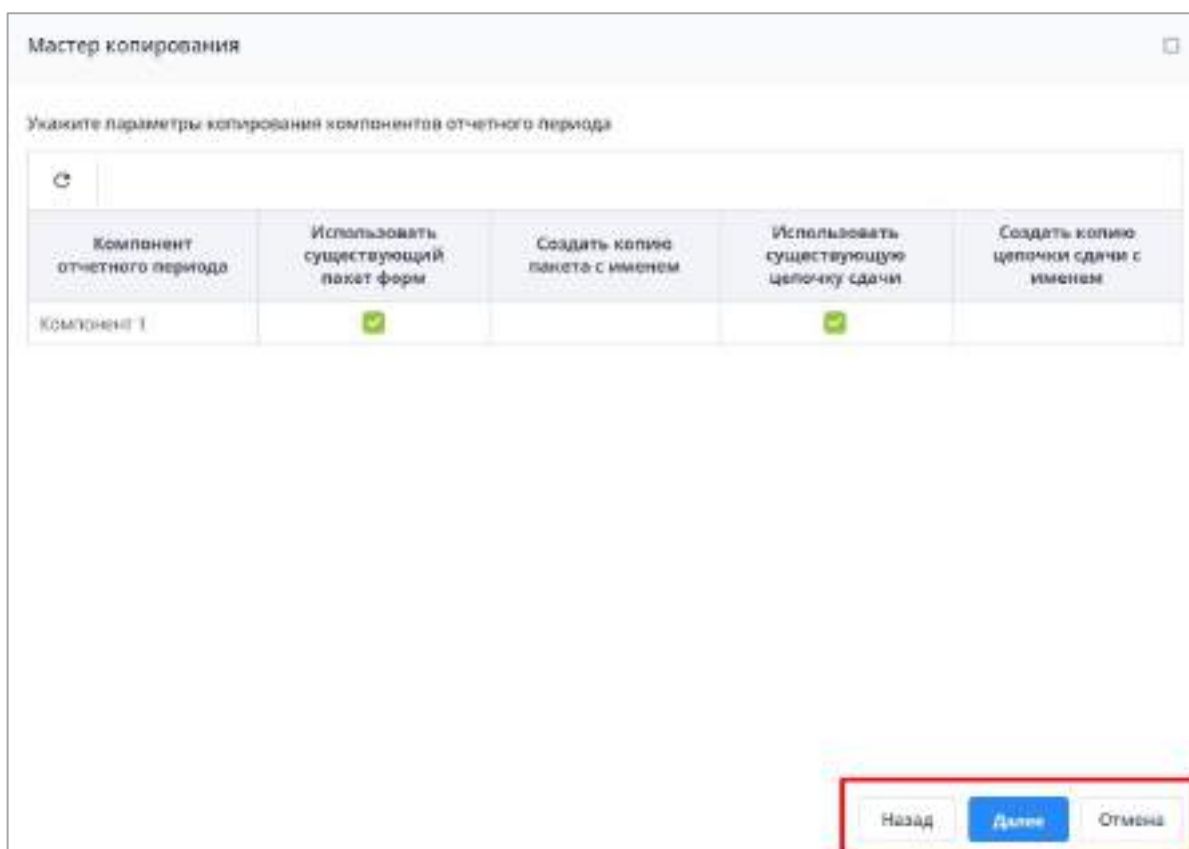 Мастер копирования
Укажите параметры копирования компонентов отчетного периода
Компонент
отчетного периода
Использовать
существующий
пакет форм
Создать копию
пакета с именем
Использовать
существующую
цепочку сдачи
Создать копию
цепочки сдачи с
именем
Компонент 1
Назад
Далее
Отмена